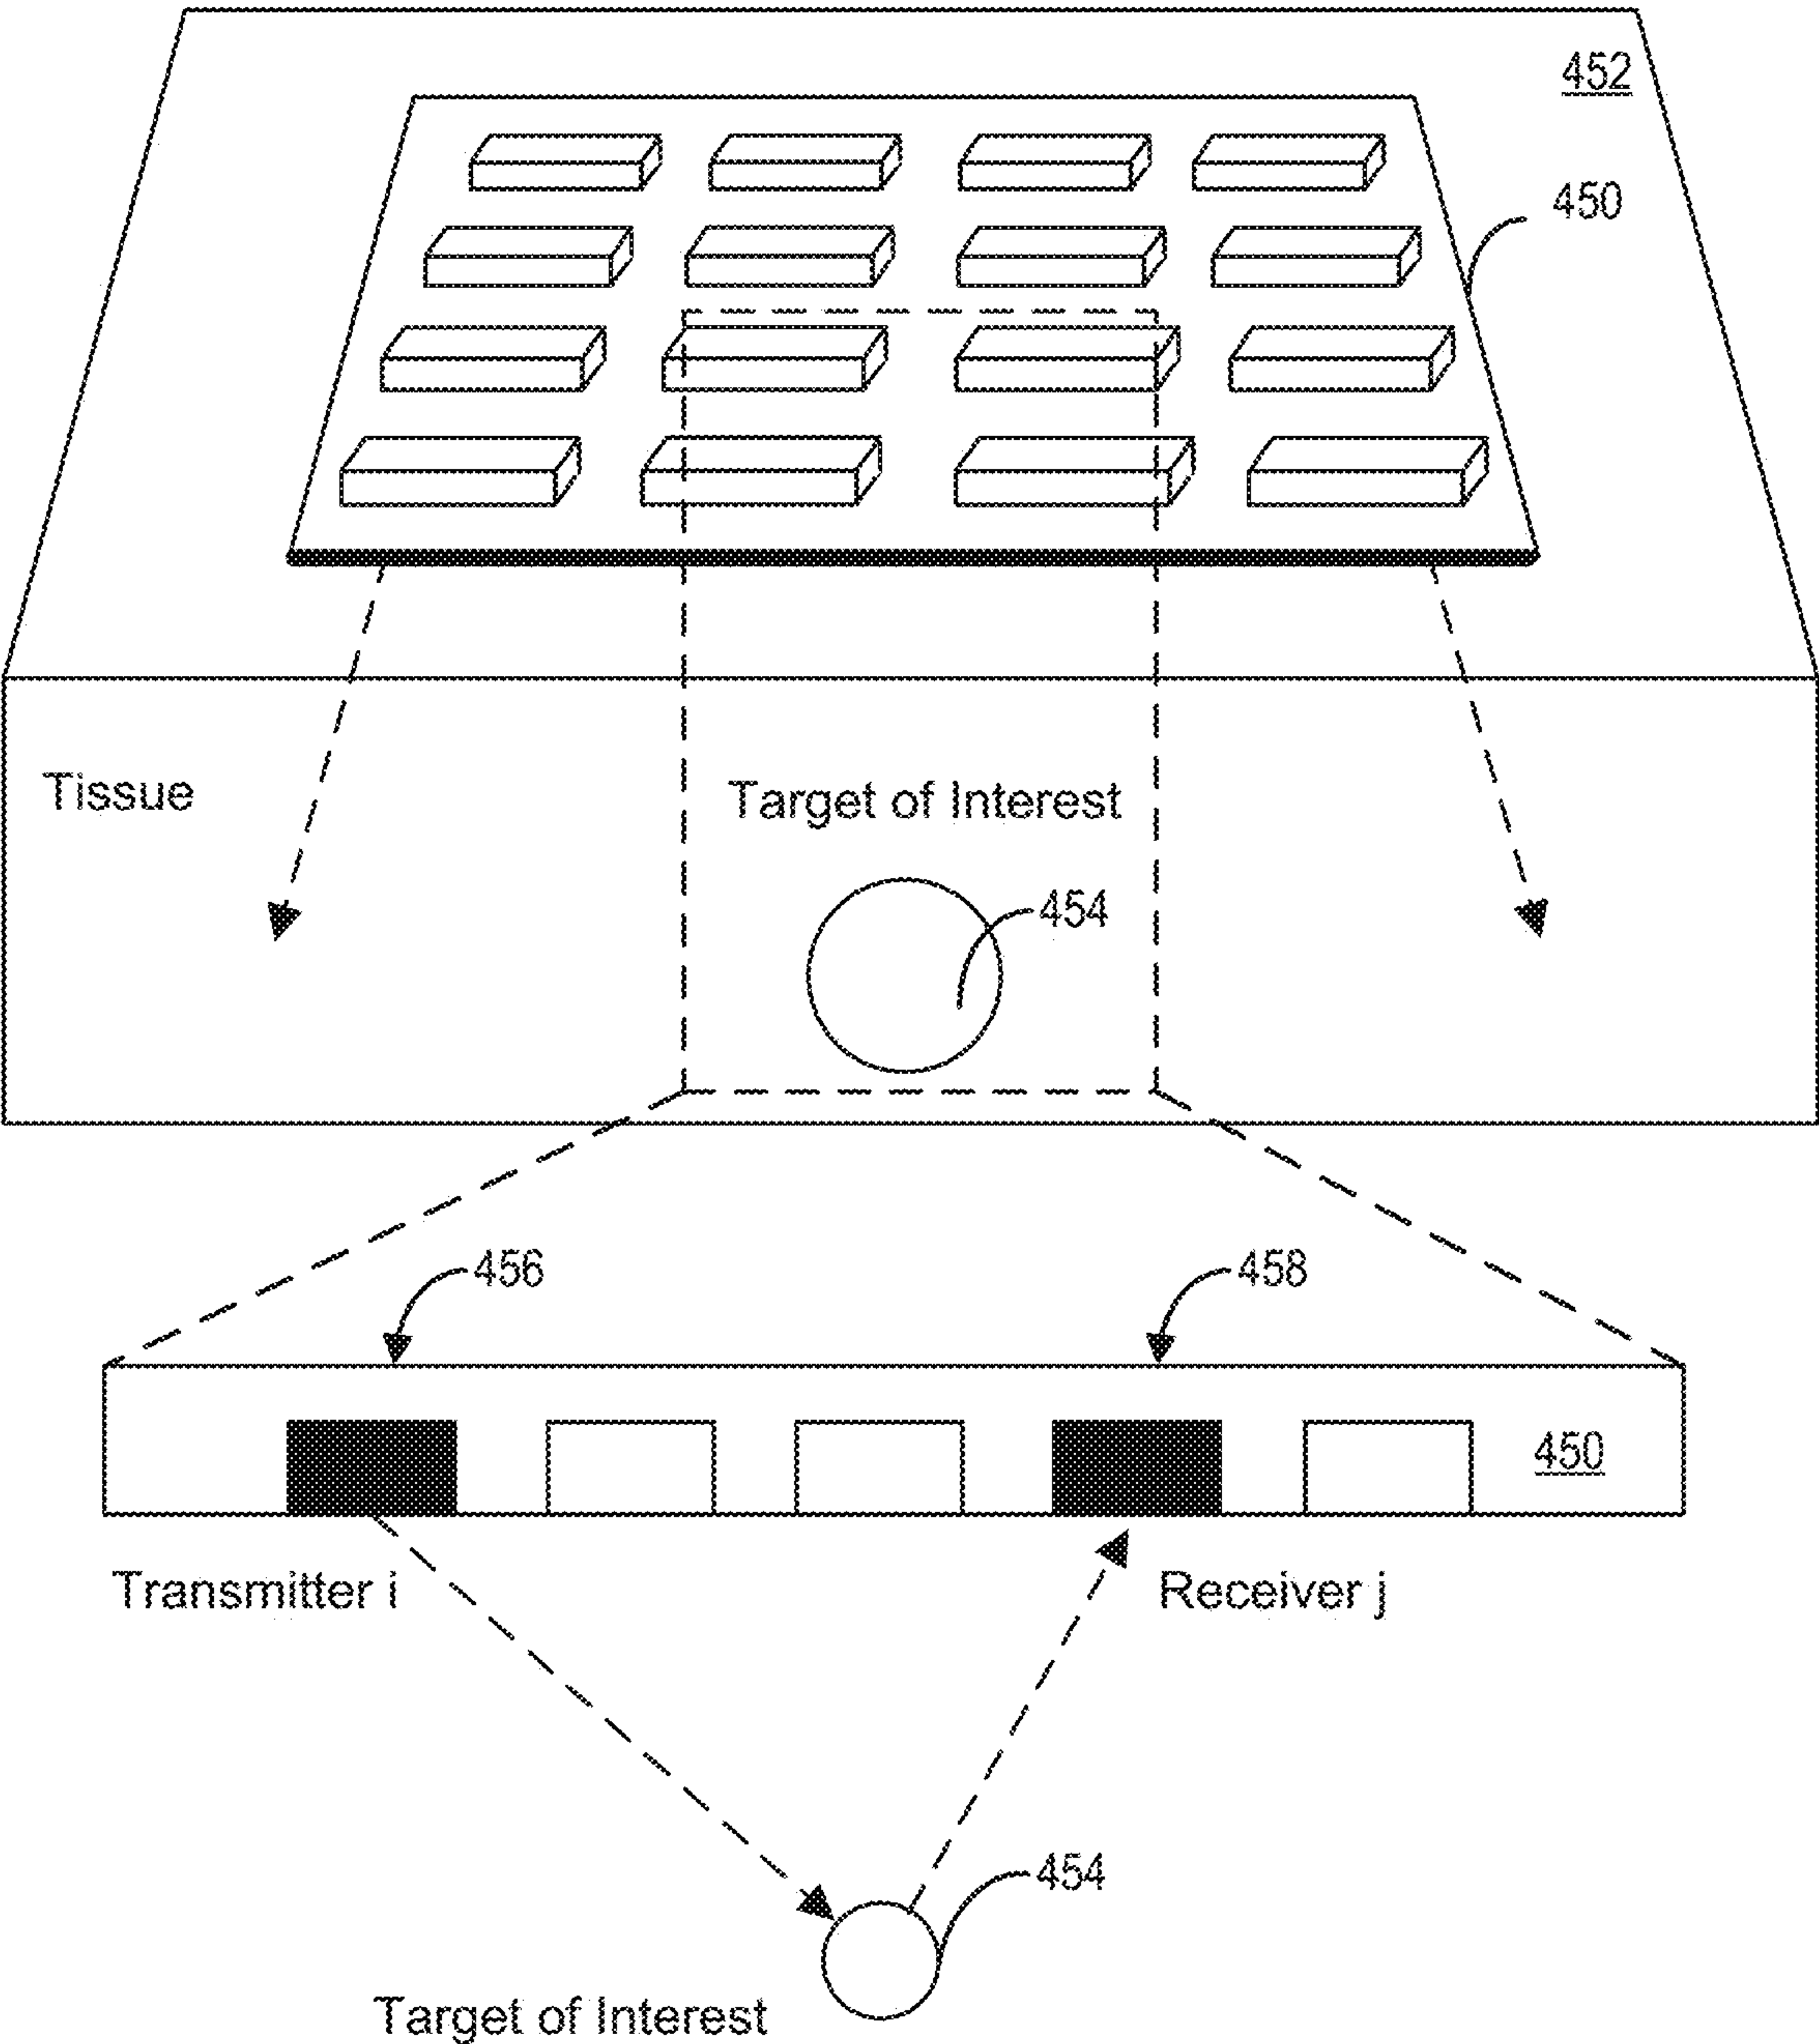 452
450
Tissue
Target of Interest
454
456
458
450
Transmitter i
Receiver j
454
Target of Interest